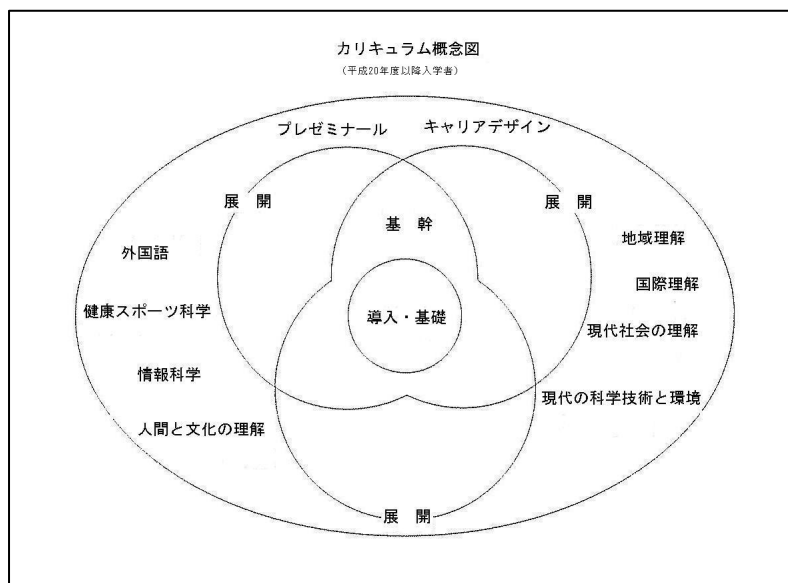 カリキュラム概念図
（平成20年度以降入学者）
プレゼミナール
キャリアデザイン
展 開
展 開
基 幹
地域理解
外国語
国際理解
健康スポーツ科学
導入・基礎
現代社会の理解
情報科学
現代の科学技術と環境
人間と文化の理解
展 開